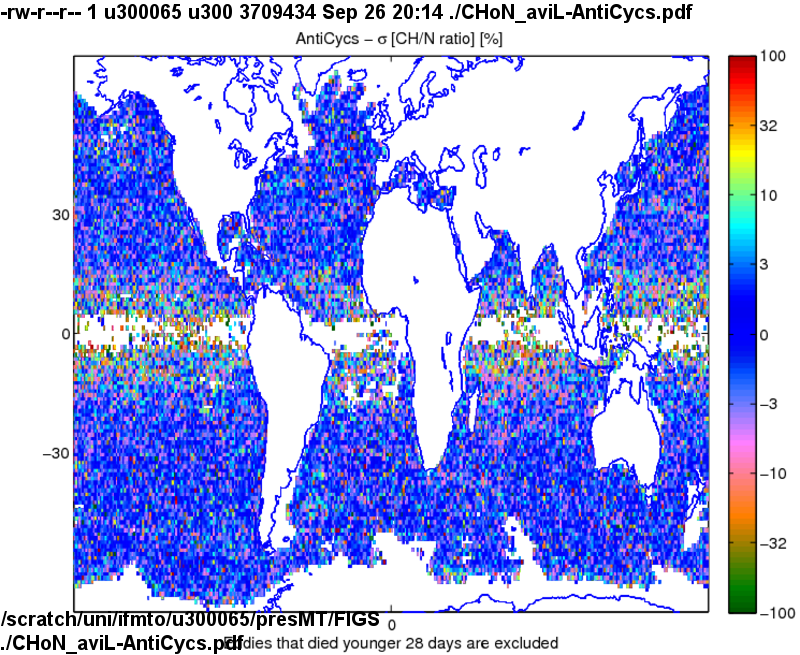 -rw-r--r-- 1 u300065 u300 3709434 Sep 26 20:14 ./CHoN_aviL-AntiCycs.pdf
AntiCycs − σ [CH/N ratio] [%]
100
32
10
3
0
−3
−10
−32
−100
30
0
−30
0
/scratch/uni/ifmto/u300065/presMT/FIGS
./CHoN_aviL-AntiCycs.pdf
that died younger 28 days are excluded